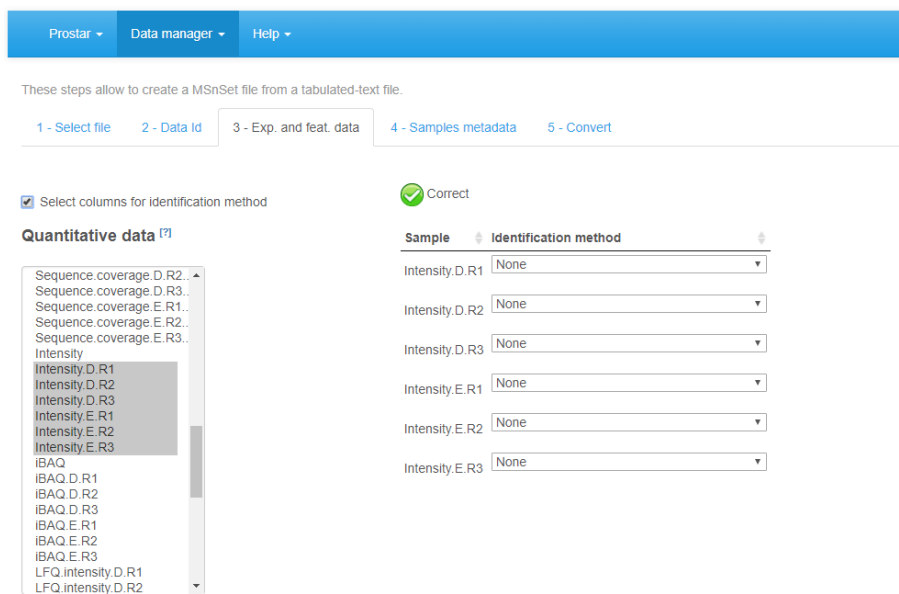 Prostar Data manager Help
These steps allow to create a MSnSet file from a tabulated-text file.
1 - Select file 2 - Data Id 3 - Exp. and feat. data 4 - Samples metadata 5 - Convert
Select columns for identification method
Quantitative data [?]
Sequence.coverage.D.R2..
Sequence.coverage.D.R3..
Sequence.coverage.E.R1..
Sequence.coverage.E.R2..
Sequence.coverage.E.R3..
Intensity
Intensity.D.R1
Intensity.D.R2
Intensity.D.R3
Intensity.E.R1
Intensity.E.R2
Intensity.E.R3
iBAQ
iBAQ.D.R1
iBAQ.D.R2
iBAQ.D.R3
iBAQ.E.R1
iBAQ.E.R2
iBAQ.E.R3
LFQ.intensity.D.R1
LFQ.intensity.D.R2
Correct
Sample Identification method
Intensity.D.R1 None
Intensity.D.R2 None
Intensity.D.R3 None
Intensity.E.R1 None
Intensity.E.R2 None
Intensity.E.R3 None